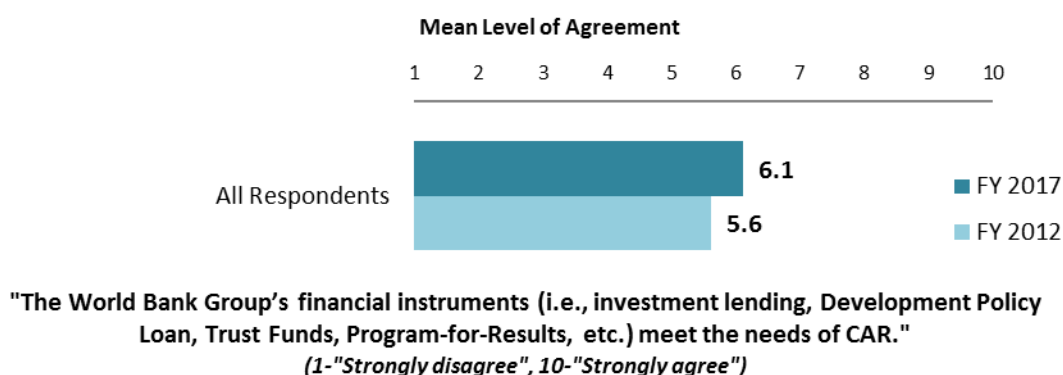 Mean Level of Agreement
1 2 3 4 5 6 7 8 9 10
All Respondents
6.1
5.6
FY 2017
FY 2012
"The World Bank Group’s financial instruments (i.e., investment lending, Development Policy
Loan, Trust Funds, Program-for-Results, etc.) meet the needs of CAR."
(1-"Strongly disagree", 10-"Strongly agree")